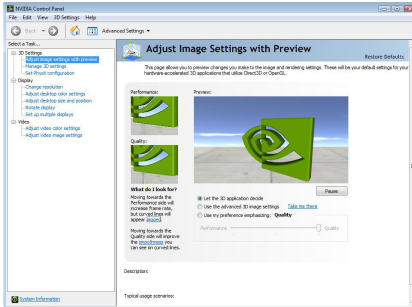 NVIDIA Control Panel
File Edit View 3D Settings Help
Back
Advanced Settings
Select a Task...
3D Settings
Adjust image settings with preview
Manage 3D settings
Set PhysX configuration
Display
Change resolution
Adjust desktop color settings
Adjust desktop size and position
Rotate display
Set up multiple displays
Video
Adjust video color settings
Adjust video image settings
System Information
Adjust Image Settings with Preview
Restore Defaults
This page allows you to preview changes you make to the image and rendering settings. These will be your default settings for your
hardware-accelerated 3D applications that utilize Direct3D or OpenGL.
Performance:
Quality:
What do I look for?
Moving towards the
Performance side will
increase frame rate,
but curved lines will
appear jagged.
Moving towards the
Quality side will improve
the smoothness you
can see on curved lines.
Preview:
Pause
Let the 3D application decide
Use the advanced 3D image settings Take me there
Use my preference emphasizing: Quality
Performance Quality
Description:
Typical usage scenarios: